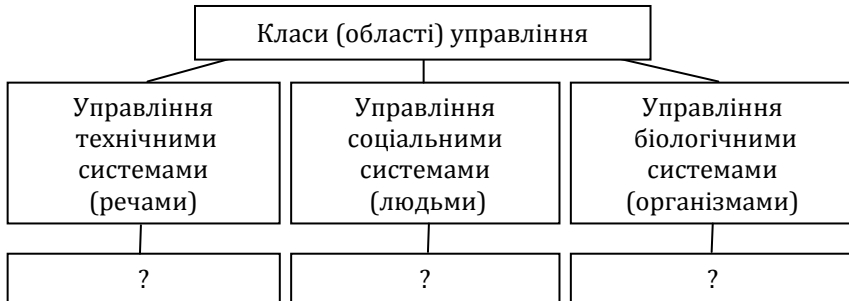 Класи (області) управління
Управління
технічними
системами
(речами)
Управління
соціальними
системами
(людьми)
Управління
біологічними
системами
(організмами)
?
?
?